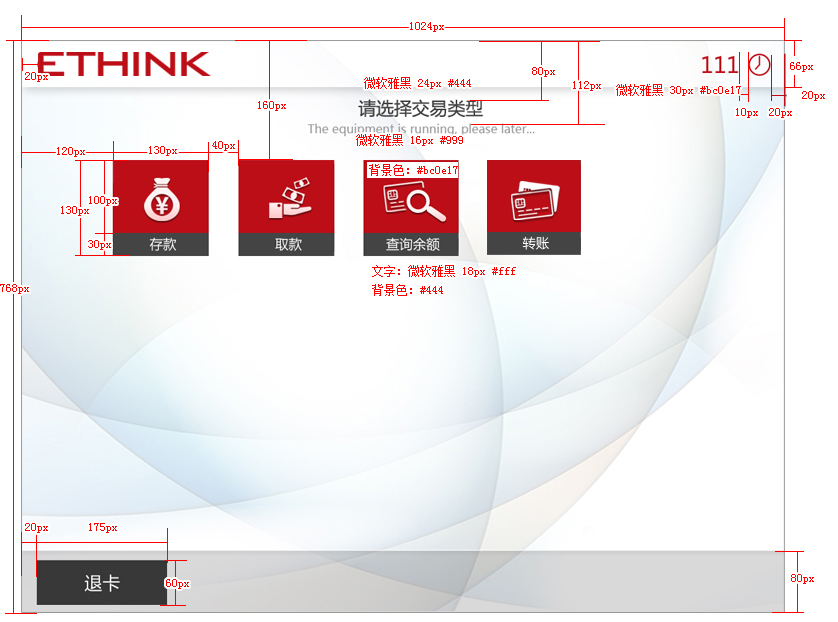 1024px
ETHINK
20px
111
66px
微软雅黑 30px #bc0e17
20px
10px
20px
80px
112px
微软雅黑 24px #444
160px
请选择交易类型
The equipment is running, please later...
微软雅黑 16px #999
120px
130px
40px
背景色：#bc0e17
100px
130px
30px
存款
取款
查询余额
转账
文字：微软雅黑 18px #fff
背景色：#444
768px
20px
175px
退卡
60px
80px